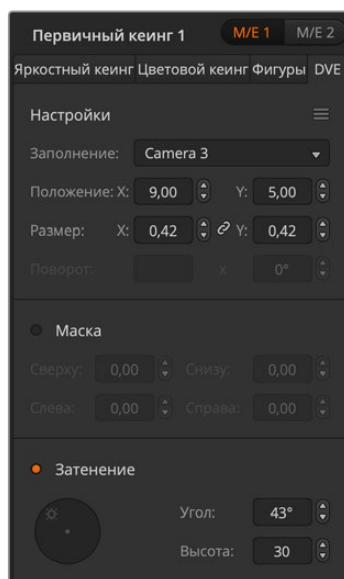 Первичный кеинг 1 M/E 1 M/E 2
Яркостный кеинг Цветовой кеинг Фигуры DVE
Настройки
Заполнение: Camera 3
Положение: X: 9,00 Y: 5,00
Размер: X: 0,42 Y: 0,42
Поворот: x 0°
Маска
Сверху: 0,00 Снизу: 0,00
Слева: 0,00 Справа: 0,00
Затенение
Угол: 43°
Высота: 30